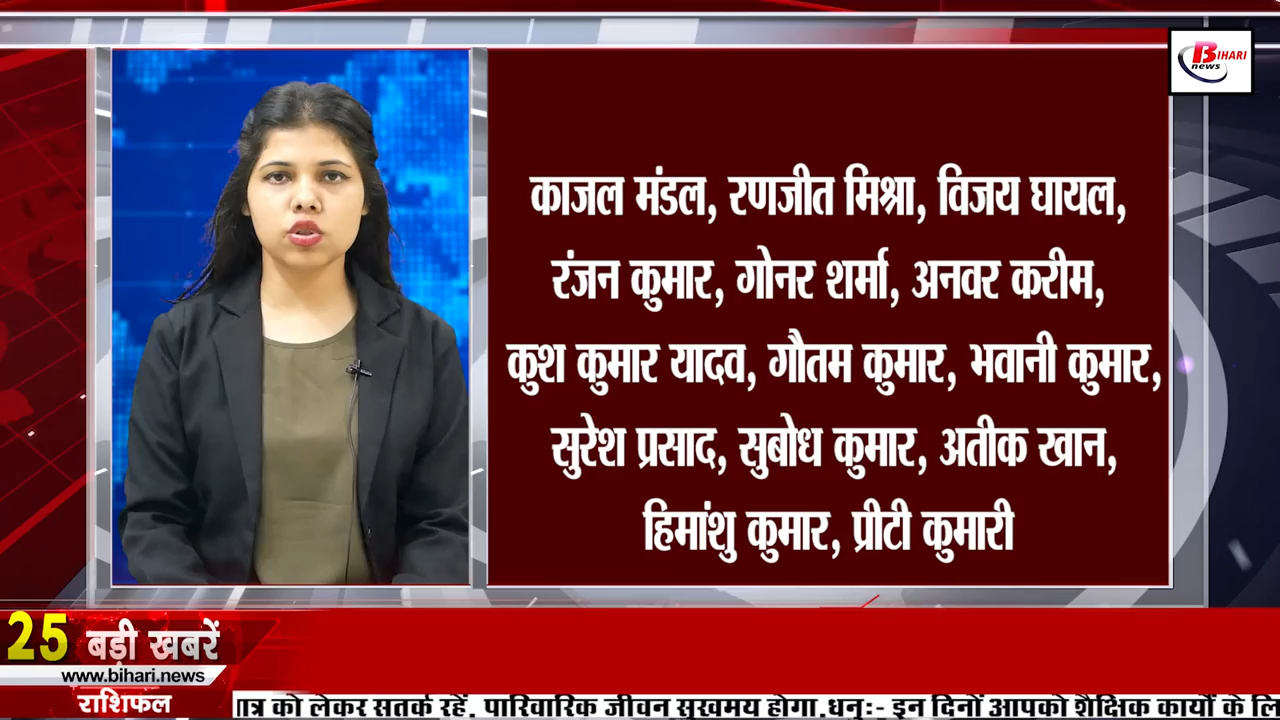 BIHARI
news
काजल मंडल, रणजीत मिश्रा, विजय घायल,
रंजन कुमार, गोनर शर्मा, अनवर करीम,
कुश कुमार यादव, गौतम कुमार, भवानी कुमार,
सुरेश प्रसाद, सुबोध कुमार, अतीक खान,
हिमांशु कुमार, प्रीटी कुमारी
25 बड़ी खबरें
www.bihari.news
राशिफल
को लेकर सतर्क रहें. पारिवारिक जीवन सुखमय होगा.धनुः- इन दिनों आपको शैक्षिक कार्यों के